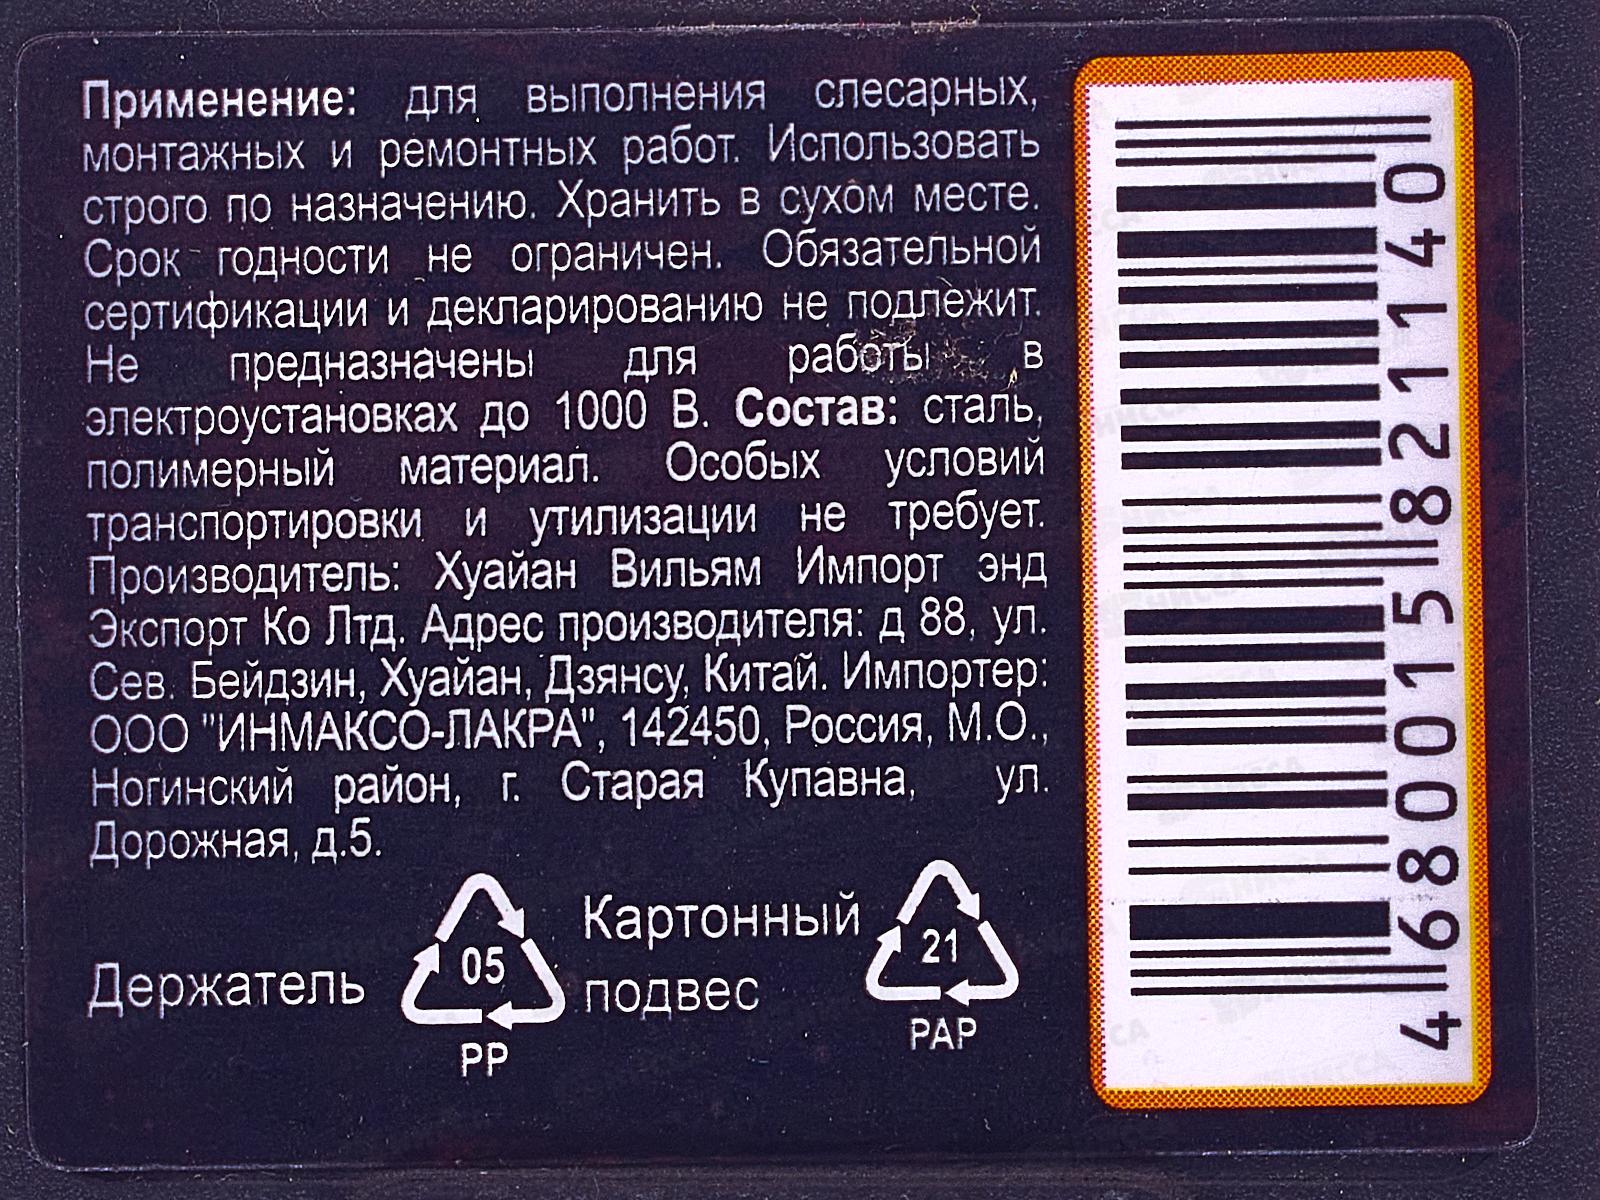 Применение: для выполнения слесарных,
монтажных и ремонтных работ. Использовать
строго по назначению. Хранить в сухом месте.
Срок годности не ограничен. Обязательной
сертификации и декларированию не подлежит.
Не предназначены для работы в
электроустановках до 1000 В. Состав: сталь,
полимерный материал. Особых условий
транспортировки и утилизации не требует.
Производитель: Хуайан Вильям Импорт энд
Экспорт Ко Лтд. Адрес производителя: д 88, ул.
Сев. Бейдзин, Хуайан, Дзянсу, Китай. Импортер:
ООО "ИНМАКСО-ЛАКРА", 142450, Россия, М.О.,
Ногинский район, г. Старая Купавна, ул.
Дорожная, д.5.
Держатель
05
PP
Картонный
подвес
21
PAP
4 680015 821140